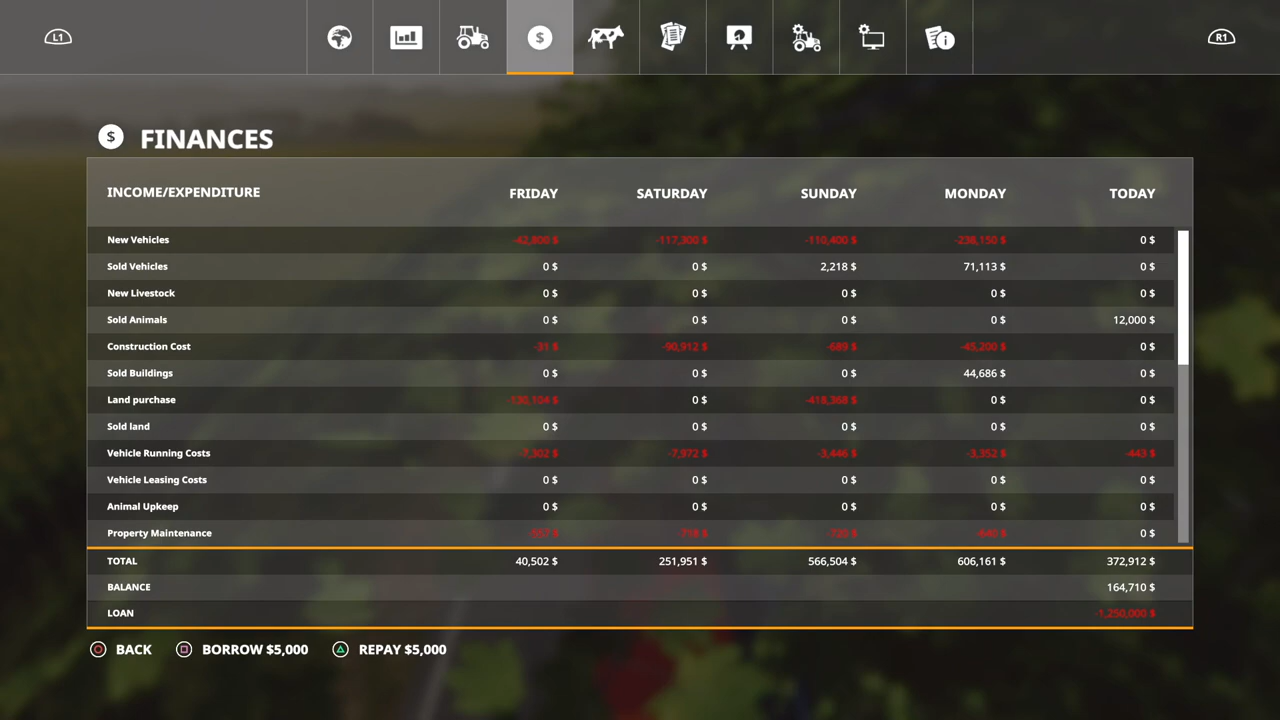 L1 R1
$ FINANCES
INCOME/EXPENDITURE FRIDAY SATURDAY SUNDAY MONDAY TODAY
New Vehicles -42,800 $ -117,300 $ -110,400 $ -238,150 $ 0 $
Sold Vehicles 0 $ 0 $ 2,218 $ 71,113 $ 0 $
New Livestock 0 $ 0 $ 0 $ 0 $ 0 $
Sold Animals 0 $ 0 $ 0 $ 0 $ 12,000 $
Construction Cost -31 $ -90,912 $ -689 $ -45,200 $ 0 $
Sold Buildings 0 $ 0 $ 0 $ 44,686 $ 0 $
Land purchase -130,104 $ 0 $ -418,368 $ 0 $ 0 $
Sold land 0 $ 0 $ 0 $ 0 $ 0 $
Vehicle Running Costs -7,302 $ -7,972 $ -3,446 $ -3,352 $ -443 $
Vehicle Leasing Costs 0 $ 0 $ 0 $ 0 $ 0 $
Animal Upkeep 0 $ 0 $ 0 $ 0 $ 0 $
Property Maintenance -718 $ -720 $ 0 $
TOTAL 40,502 $ 251,951 $ 566,504 $ 606,161 $ 372,912 $
BALANCE 164,710 $
LOAN -1,250,000 $
BACK BORROW $5,000 REPAY $5,000